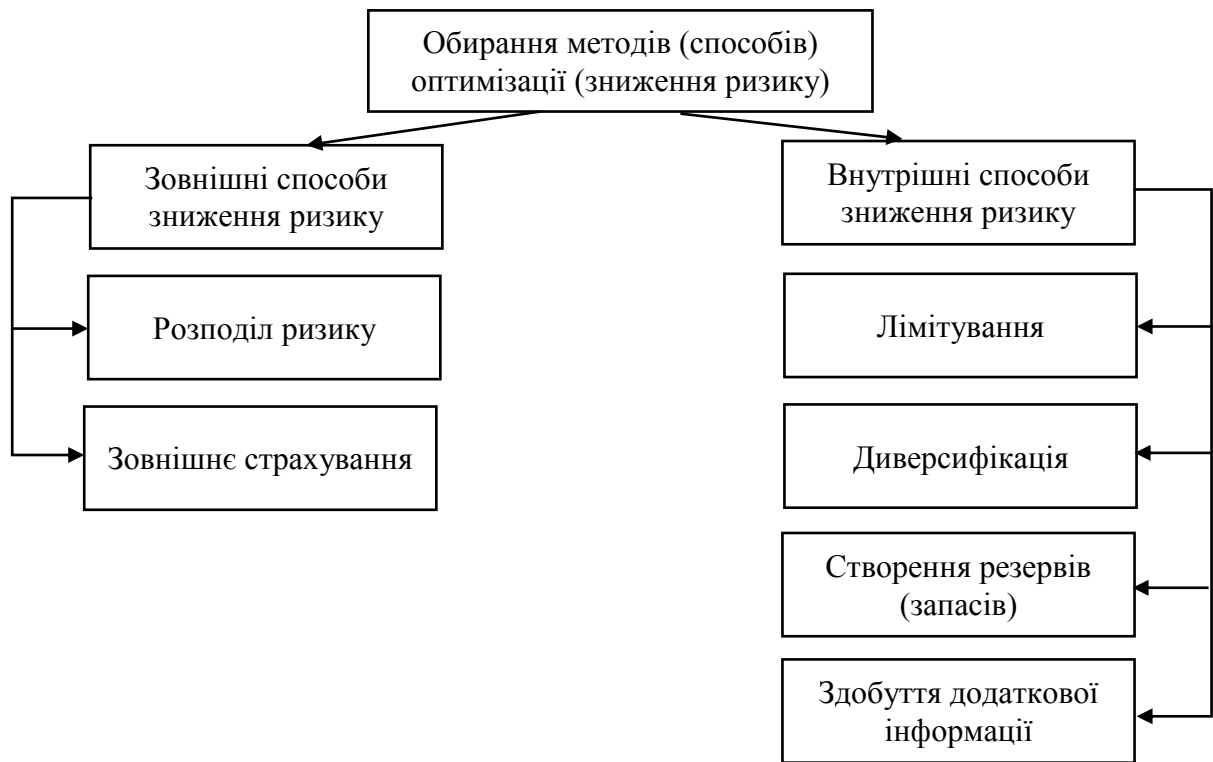 Обирання методів (способів)
оптимізації (зниження ризику)
Зовнішні способи
зниження ризику
Розподіл ризику
Зовнішнє страхування
Внутрішні способи
зниження ризику
Лімітування
Диверсифікація
Створення резервів
(запасів)
Здобуття додаткової
інформації